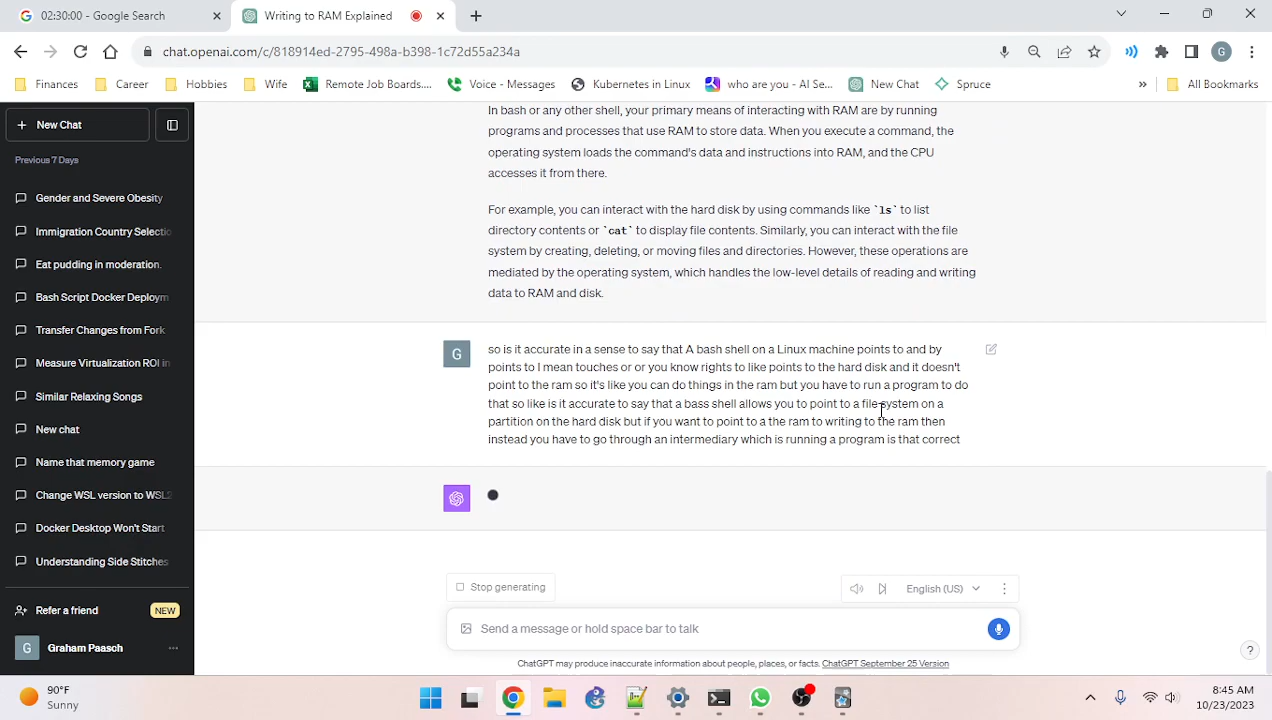 02:30:00 - Google Search
Writing to RAM Explained
chat.openai.com/c/818914ed-2795-498a-b398-1c72d55a234a
G
Finances
Career
Hobbies
Wife
Remote Job Boards....
Voice - Messages
Kubernetes in Linux
who are you - AI Se...
New Chat
Spruce
»
All Bookmarks
New Chat
Previous 7 Days
Gender and Severe Obesity
Immigration Country Selectio
Eat pudding in moderation.
Bash Script Docker Deploym
Transfer Changes from Fork
Measure Virtualization ROI in
Similar Relaxing Songs
New chat
Name that memory game
Change WSL version to WSL2
Docker Desktop Won't Start
Understanding Side Stitches
Refer a friend
NEW
G
Graham Paasch
In bash or any other shell, your primary means of interacting with RAM are by running
programs and processes that use RAM to store data. When you execute a command, the
operating system loads the command's data and instructions into RAM, and the CPU
accesses it from there.
For example, you can interact with the hard disk by using commands like `ls` to list
directory contents or `cat` to display file contents. Similarly, you can interact with the file
system by creating, deleting, or moving files and directories. However, these operations are
mediated by the operating system, which handles the low-level details of reading and writing
data to RAM and disk.
G
so is it accurate in a sense to say that A bash shell on a Linux machine points to and by
points to I mean touches or or you know rights to like points to the hard disk and it doesn't
point to the ram so it's like you can do things in the ram but you have to run a program to do
that so like is it accurate to say that a bass shell allows you to point to a file system on a
partition on the hard disk but if you want to point to a the ram to writing to the ram then
instead you have to go through an intermediary which is running a program is that correct
Stop generating
English (US)
Send a message or hold space bar to talk
ChatGPT may produce inaccurate information about people, places, or facts. ChatGPT September 25 Version
?
90°F
Sunny
8:45 AM
10/23/2023